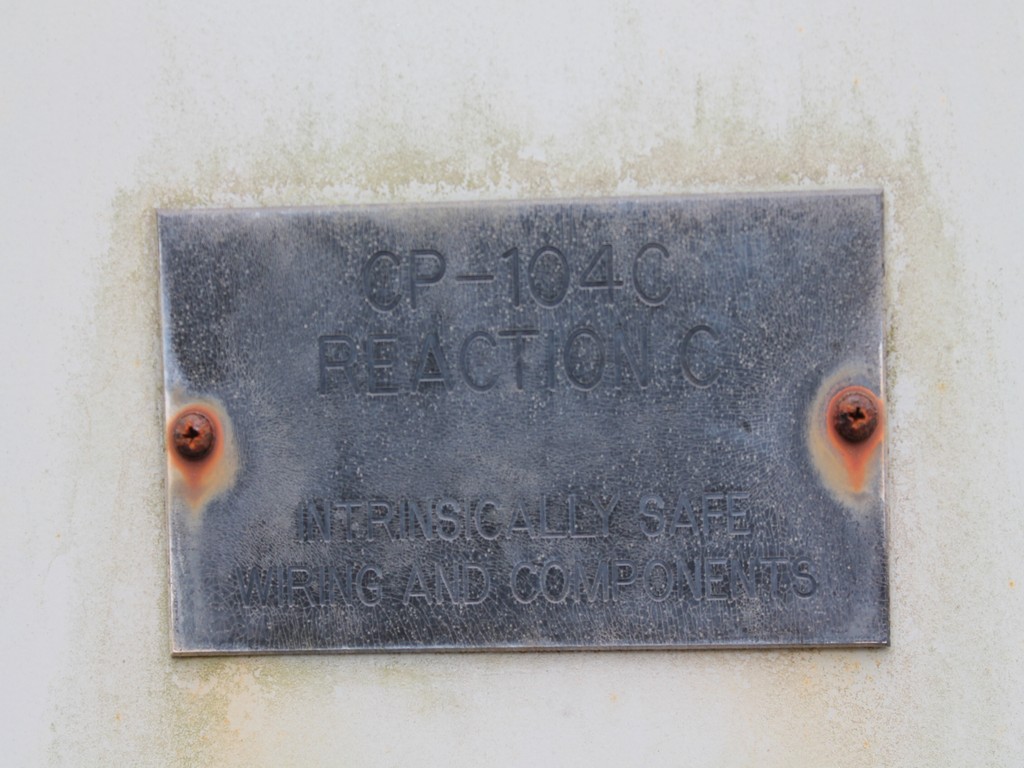 CP-104C
REACTION C
INTRINSICALLY SAFE
WIRING AND COMPONENTS